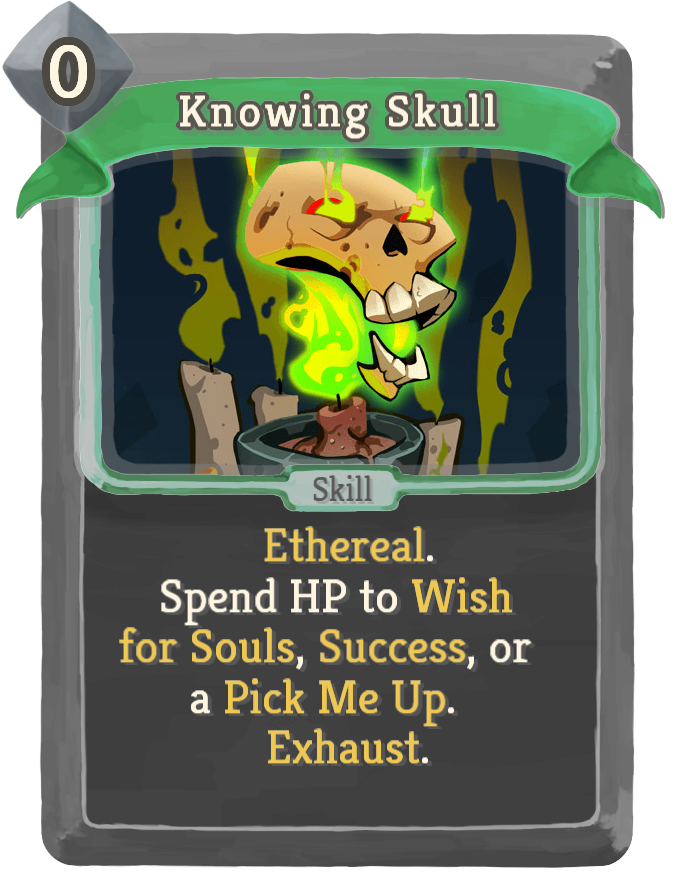 0
Knowing Skull
Skill
Ethereal.
Spend HP to Wish
for Souls, Success, or
a Pick Me Up.
Exhaust.